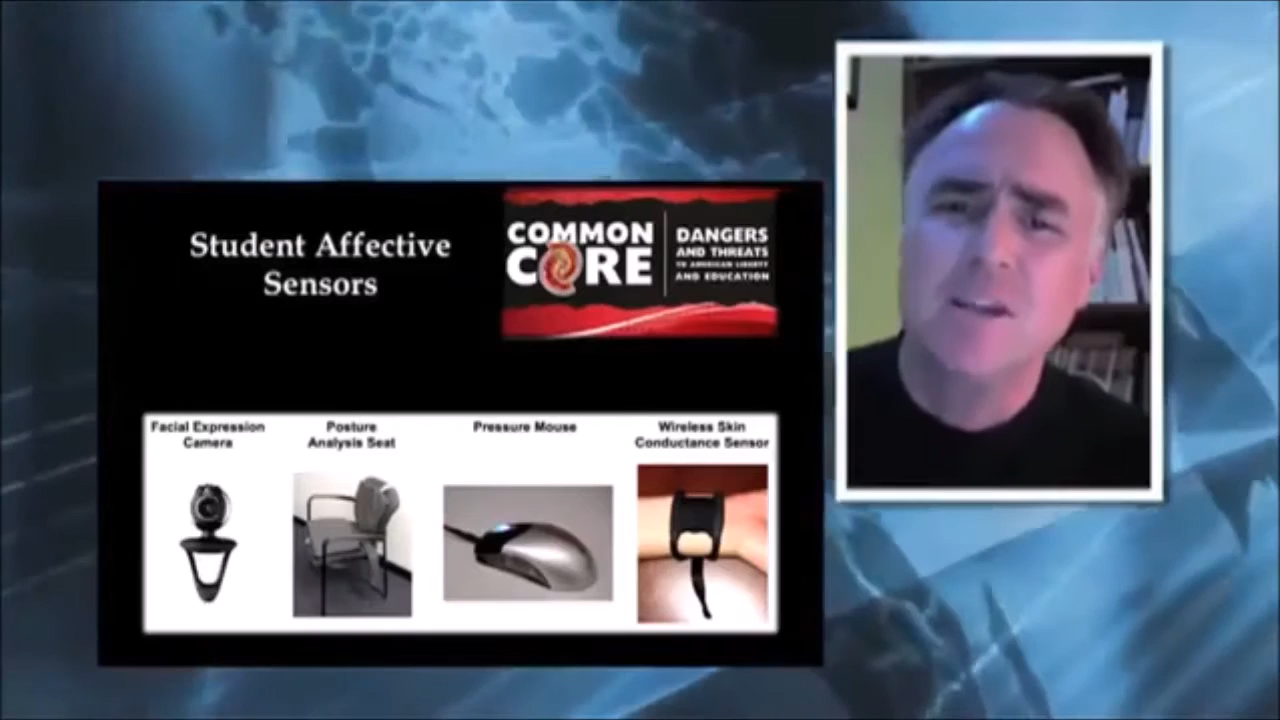 Student Affective
Sensors
COMMON
CORE
DANGERS
AND THREATS
TO AMERICAN LIBERTY
AND EDUCATION
Facial Expression
Camera
Posture
Analysis Seat
Pressure Mouse
Wireless Skin
Conductance Sensor